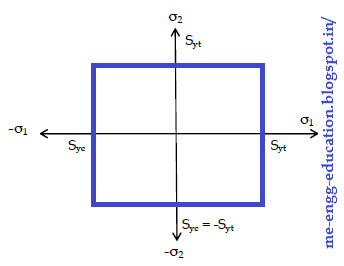 σ₂
Syt
-σ₁
σ₁
Syc
Syt
Syc = -Syt
-σ₂
me-engg-education.blogspot.in/